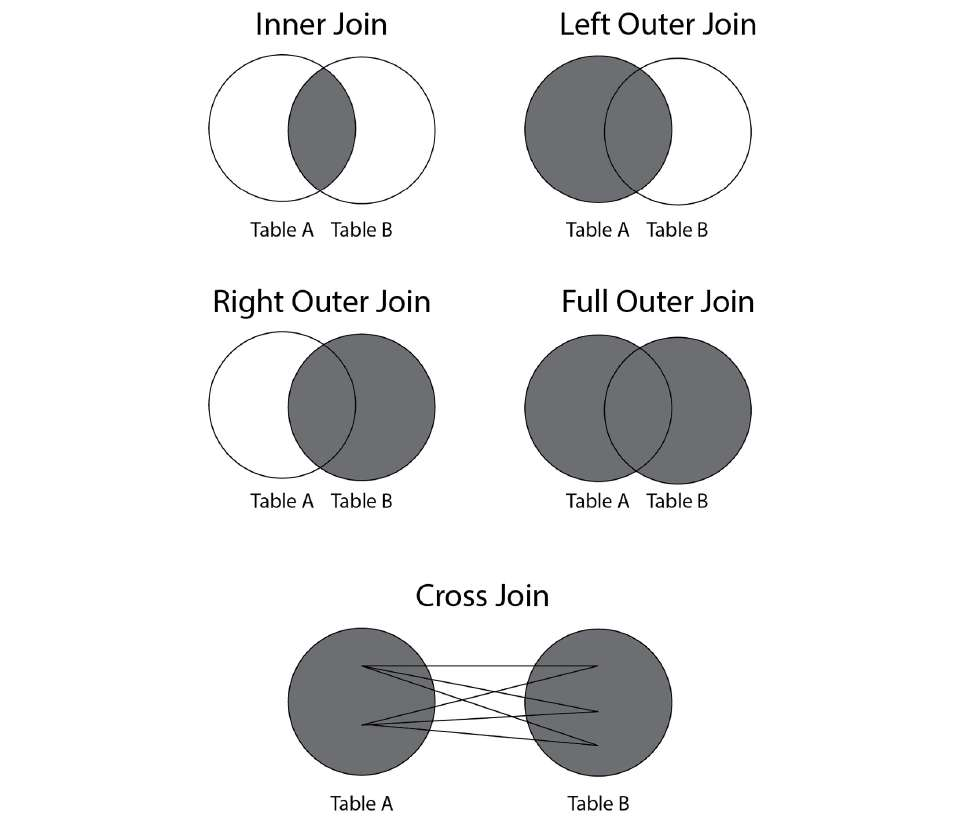 Inner Join
Left Outer Join
Table A Table B
Table A Table B
Right Outer Join
Full Outer Join
Table A Table B
Table A Table B
Cross Join
Table A
Table B